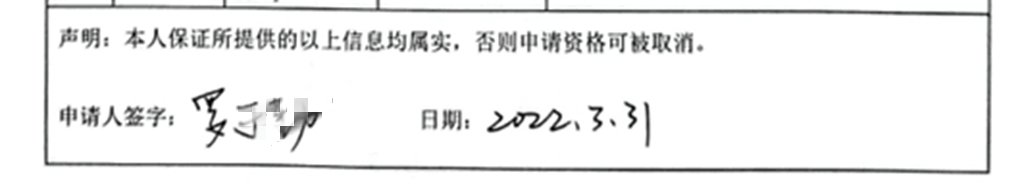 声明：本人保证所提供的以上信息均属实，否则申请资格可被取消。
申请人签字：罗 日期：2022.3.31